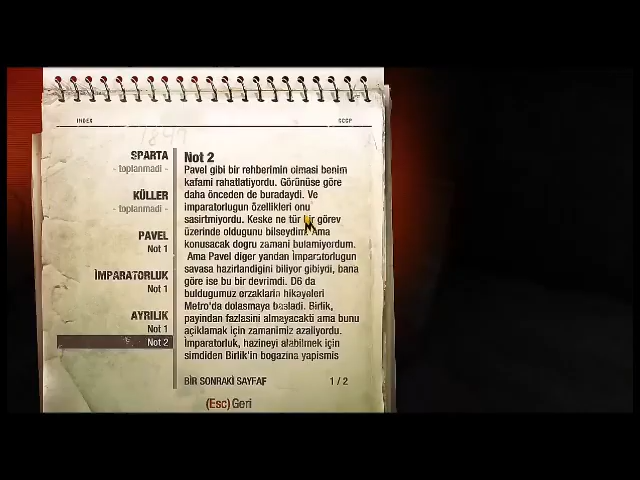 INDEX
CCCP
SPARTA
- toplanmadi -
KÜLLER
- toplanmadi -
PAVEL
Not 1
İMPARATORLUK
Not 1
AYRILIK
Not 1
Not 2
Not 2
Pavel gibi bir rehberimin olmasi benim
kafami rahatlatiyordu. Görünüse göre
daha önceden de buradaydi. Ve
imparatorlugun özellikleri onu
sasirtmiyordu. Keske ne tür bir görev
üzerinde oldugunu bilseydim. Ama
konusacak dogru zamani bulamiyordum.
Ama Pavel diger yandan İmparatorlugun
savasa hazirlandigini biliyor gibiydi, bana
göre ise bu bir devrimdi. D6 da
buldugumuz orzaklarin hikayeleri
Metro'da dolasmaya basladi. Birlik,
payindan fazlasini almayacakti ama bunu
açiklamak için zamanimiz azaliyordu.
İmparatorluk, hazineyi alabilmek için
simdiden Birlik'in bogazina yapismis
BİR SONRAKİ SAYFAF
1 / 2
(Esc) Geri